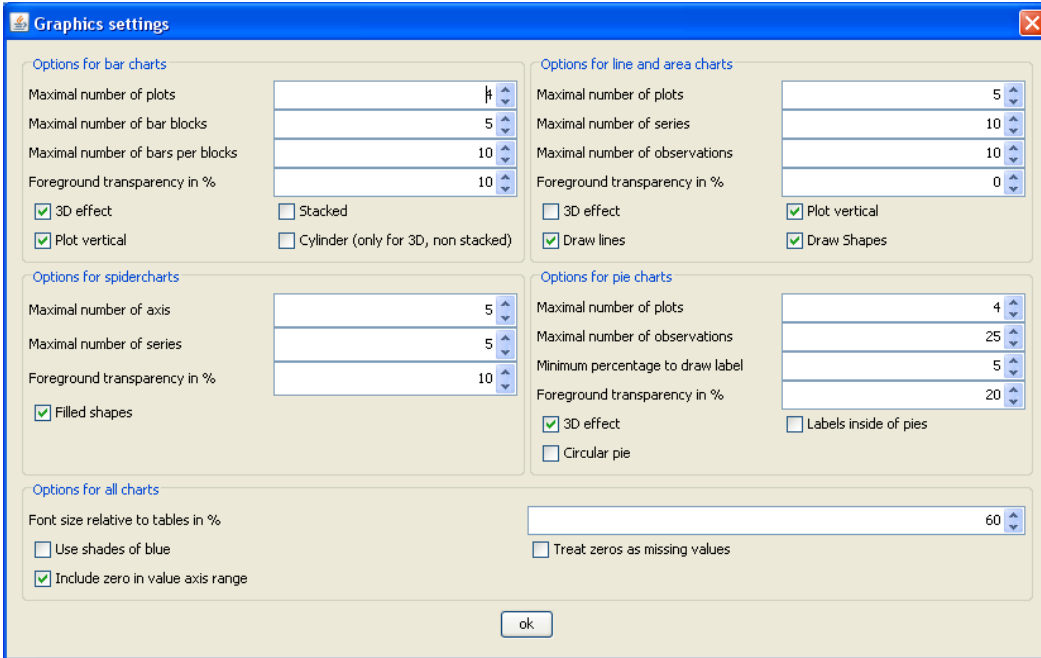 Graphics settings
Options for bar charts
Maximal number of plots 4
Maximal number of bar blocks 5
Maximal number of bars per blocks 10
Foreground transparency in % 10
3D effect Stacked
Plot vertical Cylinder (only for 3D, non stacked)
Options for line and area charts
Maximal number of plots 5
Maximal number of series 10
Maximal number of observations 10
Foreground transparency in % 0
3D effect Plot vertical
Draw lines Draw Shapes
Options for spidercharts
Maximal number of axis 5
Maximal number of series 5
Foreground transparency in % 10
Filled shapes
Options for pie charts
Maximal number of plots 4
Maximal number of observations 25
Minimum percentage to draw label 5
Foreground transparency in % 20
3D effect Labels inside of pies
Circular pie
Options for all charts
Font size relative to tables in % 60
Use shades of blue Treat zeros as missing values
Include zero in value axis range
ok